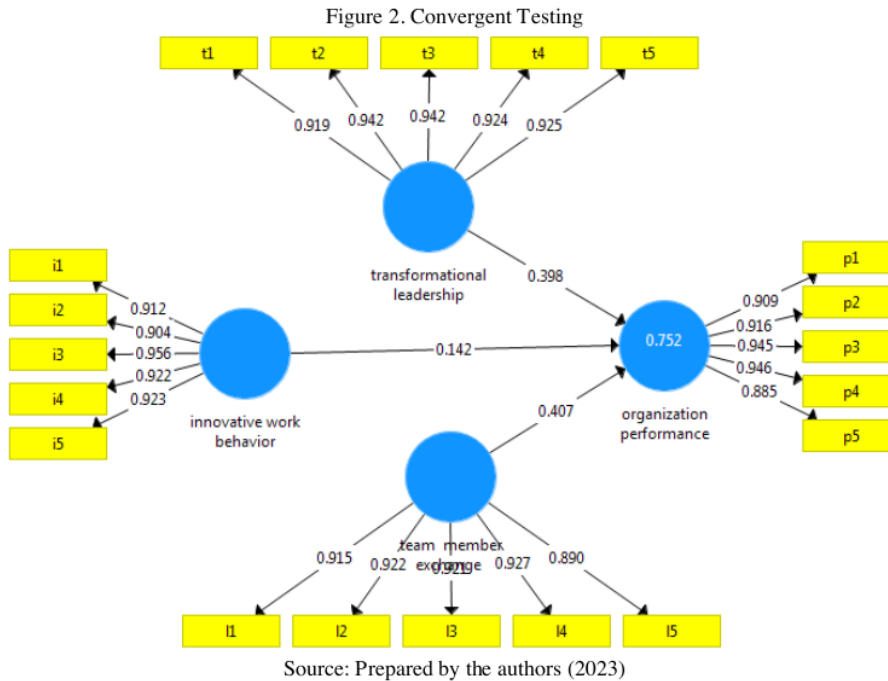 Figure 2. Convergent Testing
t1 t2 t3 t4 t5
0.919 0.942 0.942 0.924 0.925
transformational
leadership
0.398
i1
i2
i3
i4
i5
0.912
0.904
0.956
0.922
0.923
innovative work
behavior
0.142
0.752
organization
performance
0.909
0.916
0.945
0.946
0.885
p1
p2
p3
p4
p5
0.407
team member
exchange
0.915 0.922 0.921 0.927 0.890
l1 l2 l3 l4 l5
Source: Prepared by the authors (2023)